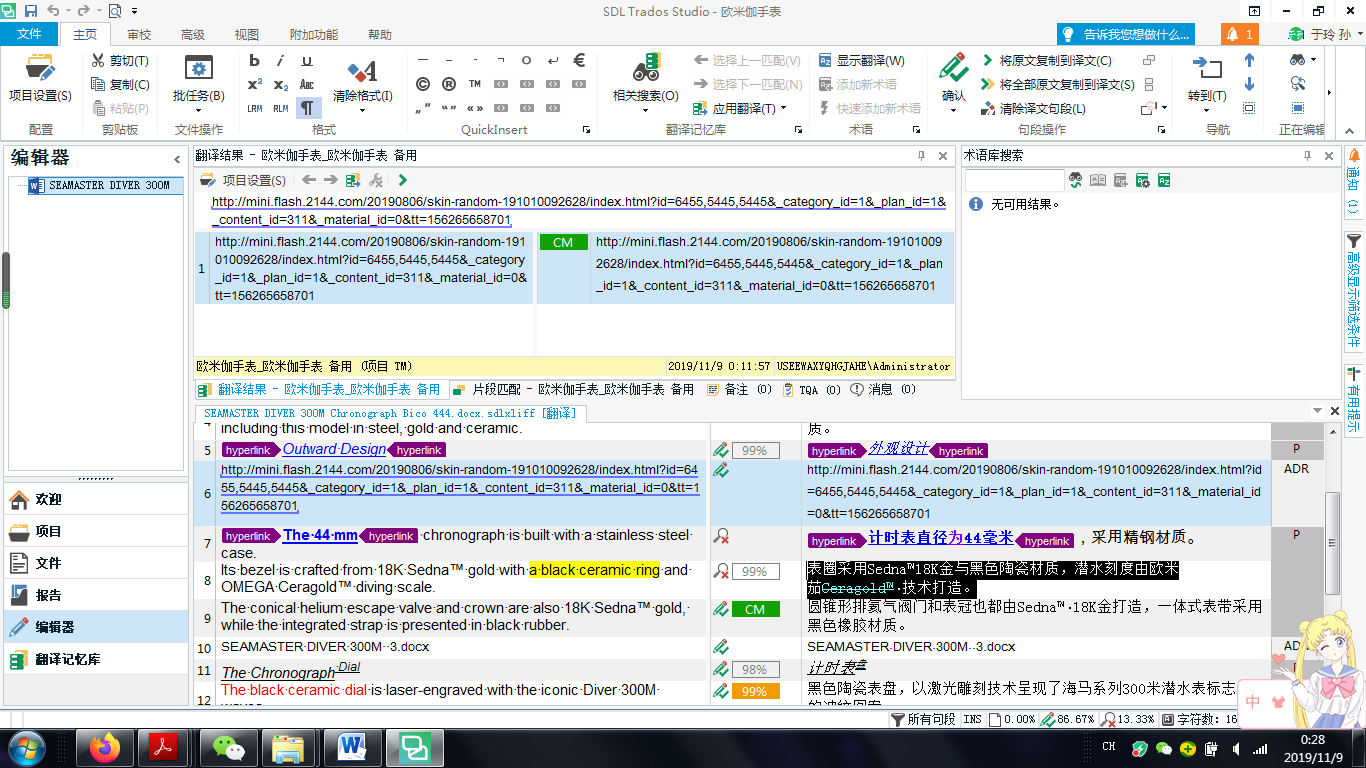 SDL Trados Studio - 欧米伽手表
文件 主页 审校 高级 视图 附加功能 帮助
告诉我您想做什么... 1 于玲 孙
项目设置(S)
配置
剪切(T)
复制(C)
粘贴(P)
剪贴板
批任务(B)
文件操作
b i u
x² x₂ Abc
LRM RLM ¶
清除格式(I)
格式
© ® TM
QuickInsert
相关搜索(O)
选择上一匹配(V)
选择下一匹配(N)
应用翻译(T)
翻译记忆库
显示翻译(W)
添加新术语
快速添加新术语
术语
确认
将原文复制到译文(C)
将全部原文复制到译文(S)
清除译文句段(L)
句段操作
转到(T)
导航
正在编辑
编辑器
SEAMASTER DIVER 300M
翻译结果 - 欧米伽手表_欧米伽手表 备用
项目设置(S)
http://mini.flash.2144.com/20190806/skin-random-191010092628/index.html?id=6455,5445,5445&_category_id=1&_plan_id=1&
_content_id=311&_material_id=0&tt=156265658701
1
http://mini.flash.2144.com/20190806/skin-random-191
010092628/index.html?id=6455,5445,5445&_category
_id=1&_plan_id=1&_content_id=311&_material_id=0&
tt=156265658701
CM
http://mini.flash.2144.com/20190806/skin-random-19101009
2628/index.html?id=6455,5445,5445&_category_id=1&_plan
_id=1&_content_id=311&_material_id=0&tt=156265658701
欧米伽手表_欧米伽手表 备用 (项目 TM) 2019/11/9 0:11:57 USEEWAXYQHGJAHE\Administrator
翻译结果 - 欧米伽手表_欧米伽手表 备用 片段匹配 - 欧米伽手表_欧米伽手表 备用 备注 (0) TQA (0) 消息 (0)
术语库搜索
无可用结果。
通知 (1)
高级显示筛选条件
有用提示
SEAMASTER DIVER 300M Chronograph Bico 444.docx.sdlxliff [翻译]
including this model in steel, gold and ceramic.
质。
5 hyperlink Outward Design hyperlink 99% hyperlink 外观设计 hyperlink P
6
http://mini.flash.2144.com/20190806/skin-random-191010092628/index.html?id=64
55,5445,5445&_category_id=1&_plan_id=1&_content_id=311&_material_id=0&tt=1
56265658701
http://mini.flash.2144.com/20190806/skin-random-191010092628/index.html?id
=6455,5445,5445&_category_id=1&_plan_id=1&_content_id=311&_material_id
=0&tt=156265658701
ADR
7 hyperlink The 44 mm hyperlink chronograph is built with a stainless steel
case.
hyperlink 计时表直径为44毫米 hyperlink ，采用精钢材质。 P
8 Its bezel is crafted from 18K Sedna™ gold with a black ceramic ring and
OMEGA Ceragold™ diving scale.
99%
表圈采用Sedna™18K金与黑色陶瓷材质，潜水刻度由欧米
茄Ceragold™ 技术打造。
9 The conical helium escape valve and crown are also 18K Sedna™ gold,
while the integrated strap is presented in black rubber.
CM
圆锥形排氦气阀门和表冠也都由Sedna™ 18K金打造，一体式表带采用
黑色橡胶材质。
10 SEAMASTER DIVER 300M 3.docx SEAMASTER DIVER 300M 3.docx
11 The Chronograph Dial 98% 计时表盘
12 The black ceramic dial is laser-engraved with the iconic Diver 300M
99% 黑色陶瓷表盘，以激光雕刻技术呈现了海马系列300米潜水表标志
欢迎
项目
文件
报告
编辑器
翻译记忆库
中
所有句段 INS 0.00% 86.67% 13.33% 字符数: 16
CH 0:28
2019/11/9